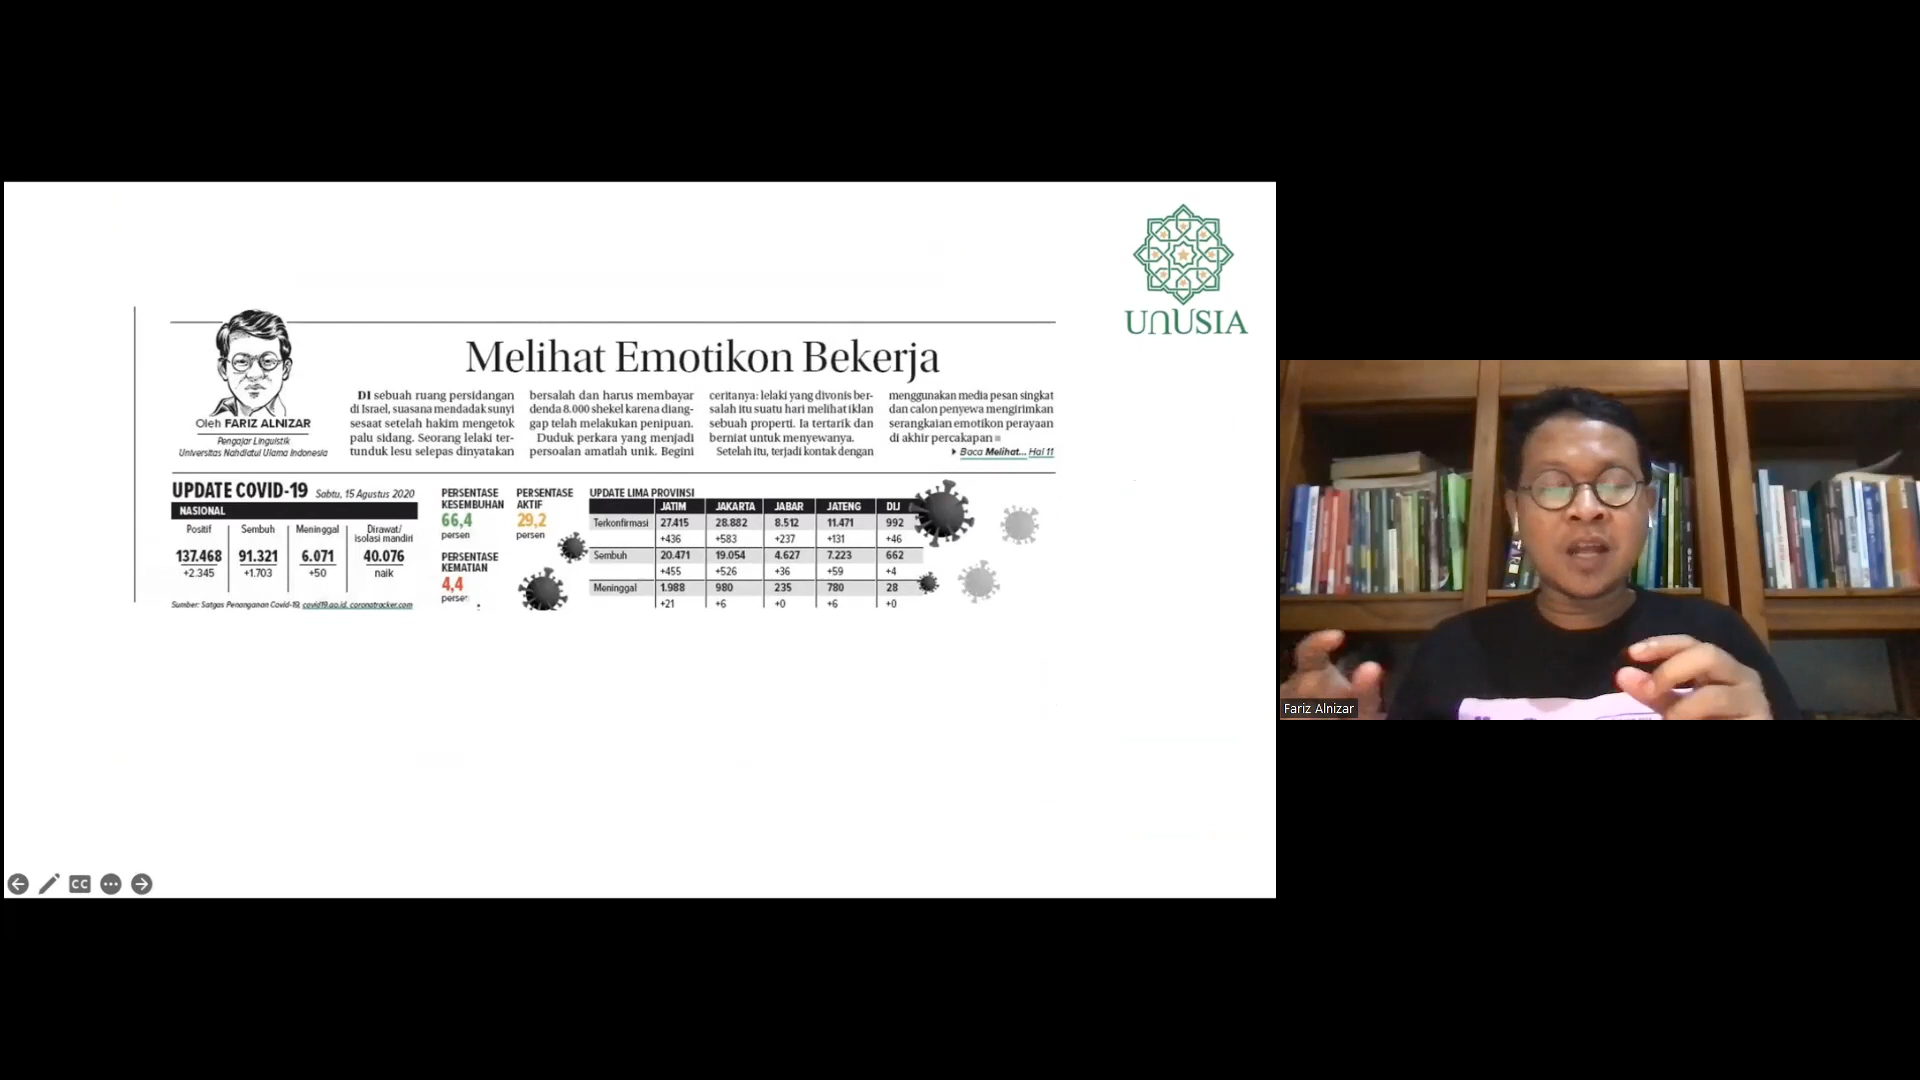 UNUSIA
Melihat Emotikon Bekerja
Oleh FARIZ ALNIZAR
Pengajar Linguistik
Universitas Nahdlatul Ulama Indonesia
DI sebuah ruang persidangan
di Israel, suasana mendadak sunyi
sesaat setelah hakim mengetok
palu sidang. Seorang lelaki ter-
tunduk lesu selepas dinyatakan
bersalah dan harus membayar
denda 8.000 shekel karena diang-
gap telah melakukan penipuan.
Duduk perkara yang menjadi
persoalan amatlah unik. Begini
ceritanya: lelaki yang divonis ber-
salah itu suatu hari melihat iklan
sebuah properti. Ia tertarik dan
berniat untuk menyewanya.
Setelah itu, terjadi kontak dengan
menggunakan media pesan singkat
dan calon penyewa mengirimkan
serangkaian emotikon perayaan
di akhir percakapan
Baca Melihat... Hal 11
UPDATE COVID-19 Sabtu, 15 Agustus 2020
NASIONAL
Positif Sembuh Meninggal Dirawat/
isolasi mandiri
137.468 91.321 6.071 40.076
+2.345 +1.703 +50 naik
Sumber: Satgas Penanganan Covid-19, covid19.go.id, coronatracker.com
PERSENTASE
KESEMBUHAN
66,4
persen
PERSENTASE
AKTIF
29,2
persen
PERSENTASE
KEMATIAN
4,4
persen
UPDATE LIMA PROVINSI
JATIM JAKARTA JABAR JATENG DIJ
Terkonfirmasi 27.415 28.882 8.512 11.471 992
+436 +583 +237 +131 +46
Sembuh 20.471 19.054 4.627 7.223 662
+455 +526 +36 +59 +4
Meninggal 1.988 980 235 780 28
+21 +6 +0 +6 +0
CC
Fariz Alnizar